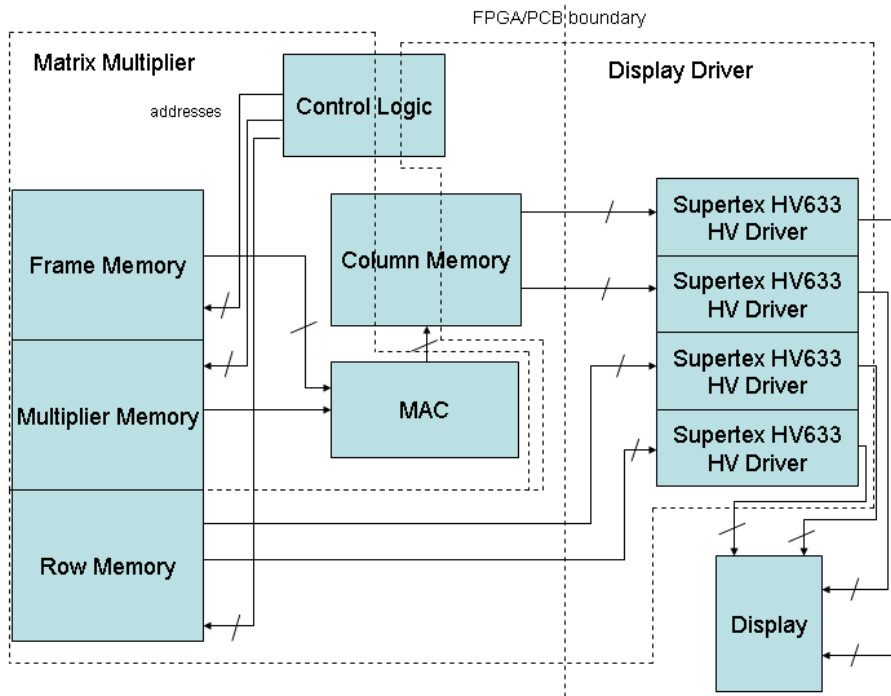 FPGA/PCB boundary
Matrix Multiplier
Display Driver
addresses
Control Logic
Frame Memory
Column Memory
Supertex HV633
HV Driver
Supertex HV633
HV Driver
Multiplier Memory
MAC
Supertex HV633
HV Driver
Supertex HV633
HV Driver
Row Memory
Display